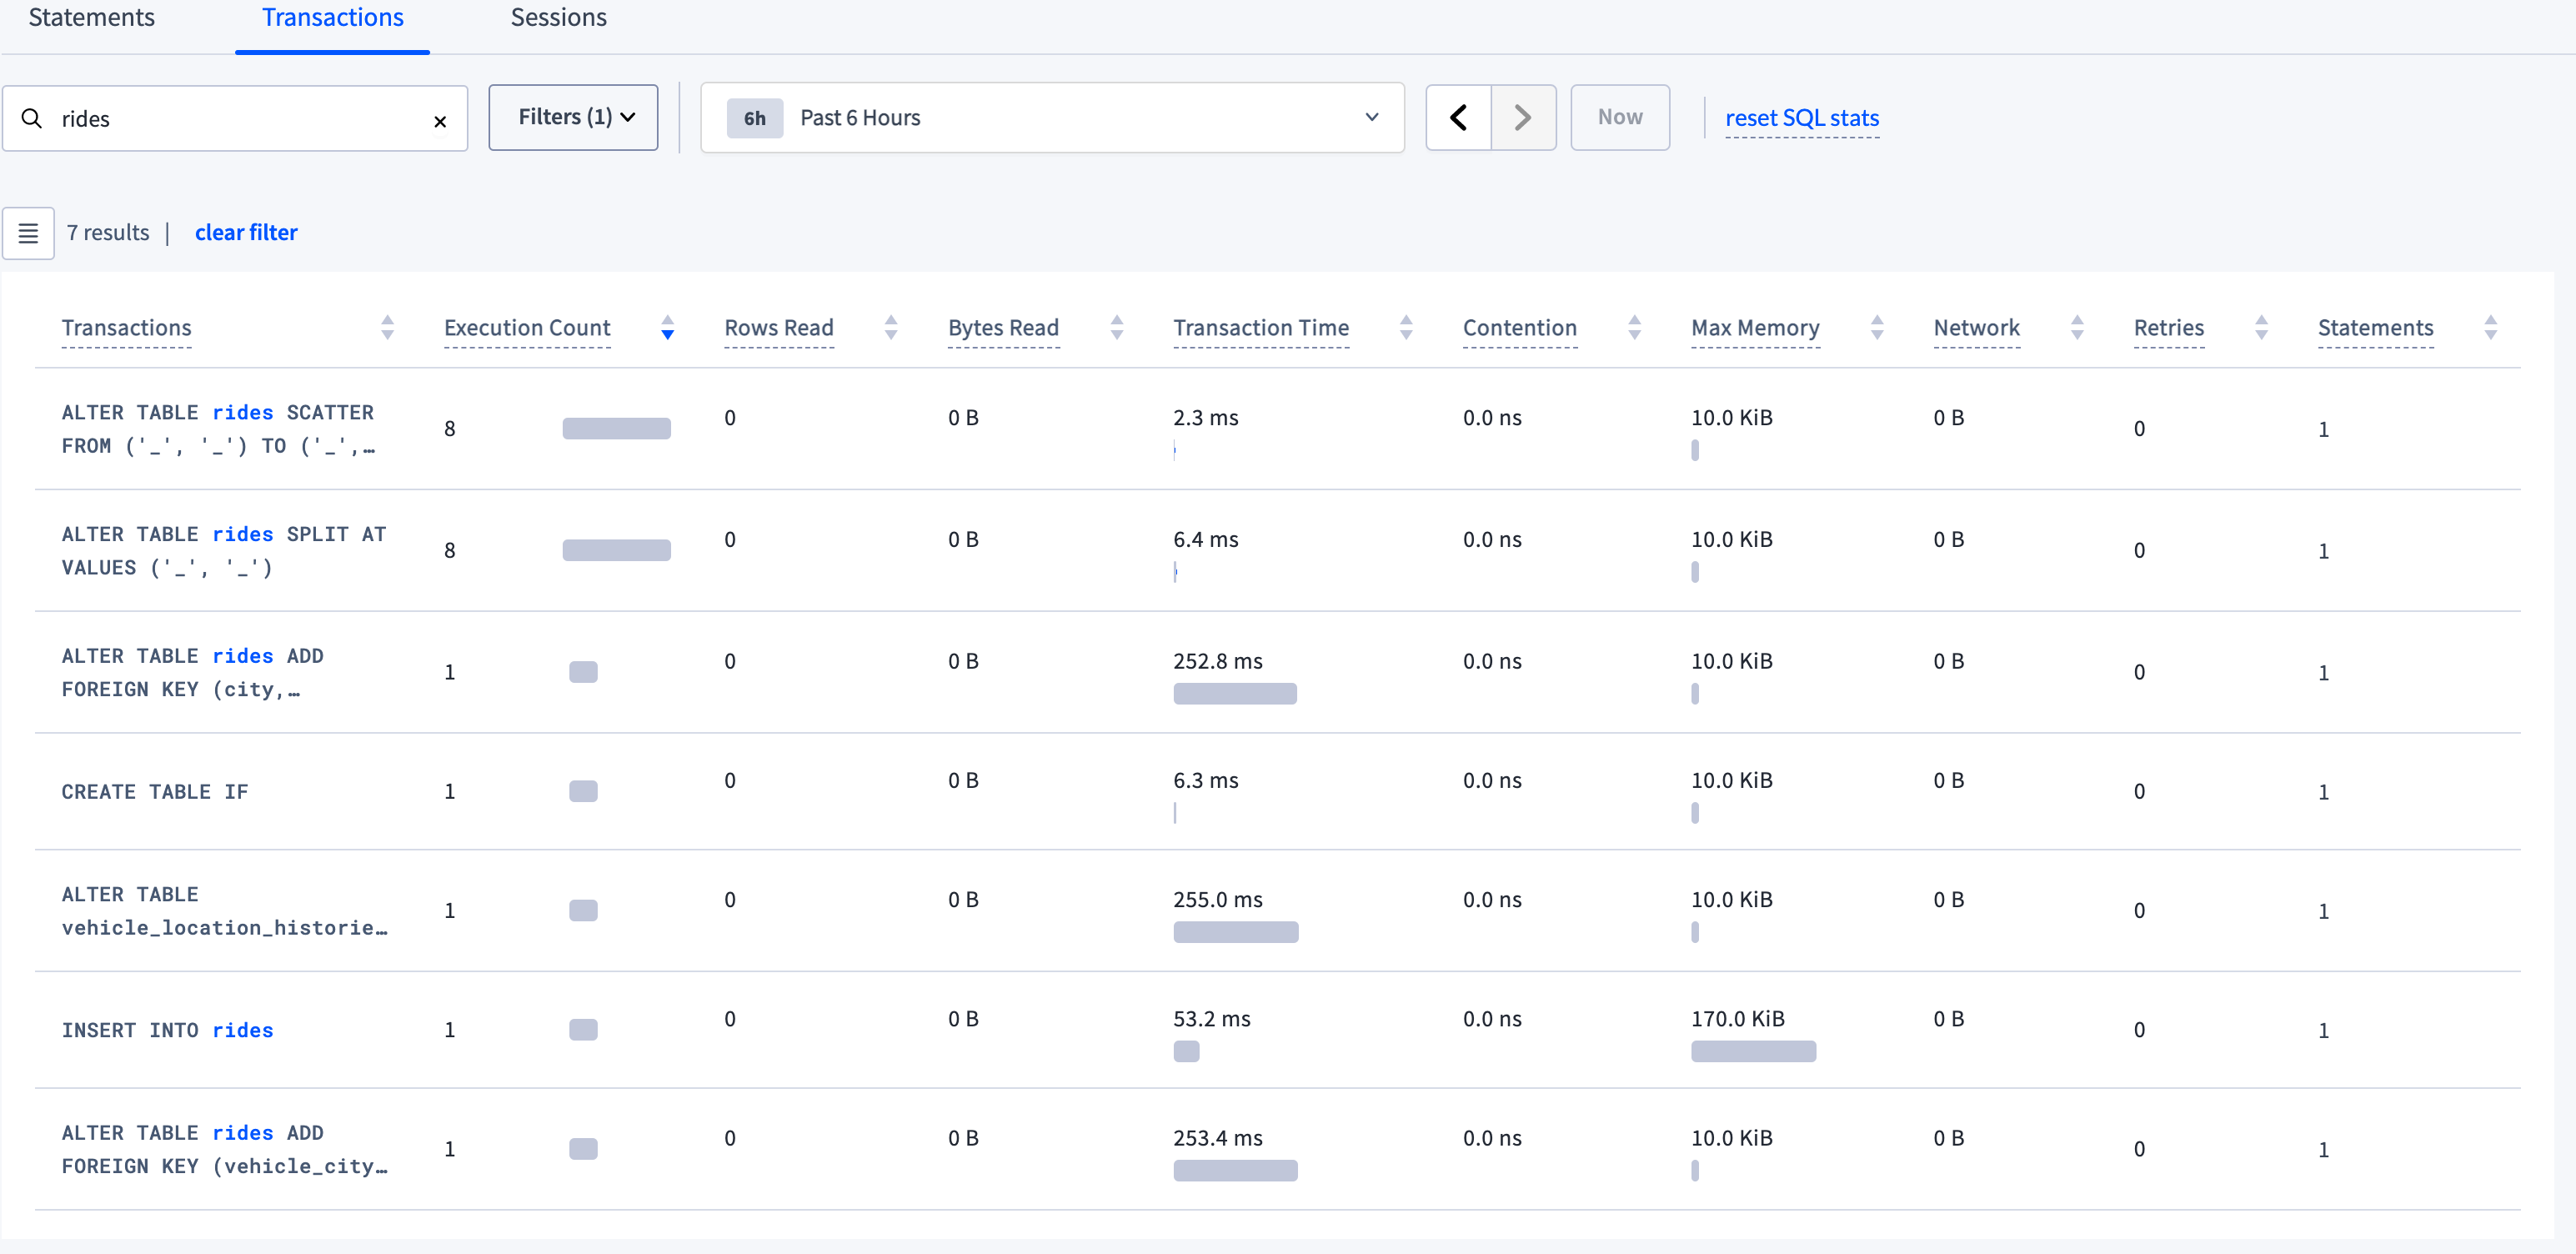 Statements Transactions Sessions
rides × Filters (1) 6h Past 6 Hours Now reset SQL stats
7 results | clear filter
Transactions Execution Count Rows Read Bytes Read Transaction Time Contention Max Memory Network Retries Statements
ALTER TABLE rides SCATTER
FROM ('_', '_') TO ('_',…
8 0 0 B 2.3 ms 0.0 ns 10.0 KiB 0 B 0 1
ALTER TABLE rides SPLIT AT
VALUES ('_', '_')
8 0 0 B 6.4 ms 0.0 ns 10.0 KiB 0 B 0 1
ALTER TABLE rides ADD
FOREIGN KEY (city,…
1 0 0 B 252.8 ms 0.0 ns 10.0 KiB 0 B 0 1
CREATE TABLE IF
1 0 0 B 6.3 ms 0.0 ns 10.0 KiB 0 B 0 1
ALTER TABLE
vehicle_location_historie…
1 0 0 B 255.0 ms 0.0 ns 10.0 KiB 0 B 0 1
INSERT INTO rides
1 0 0 B 53.2 ms 0.0 ns 170.0 KiB 0 B 0 1
ALTER TABLE rides ADD
FOREIGN KEY (vehicle_city…
1 0 0 B 253.4 ms 0.0 ns 10.0 KiB 0 B 0 1